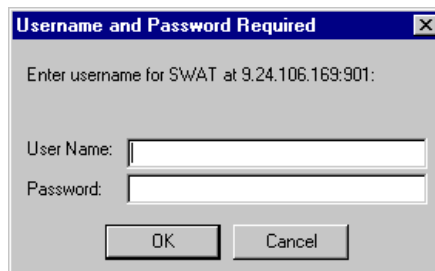 Username and Password Required
Enter username for SWAT at 9.24.106.169:901:
User Name:
Password:
OK Cancel